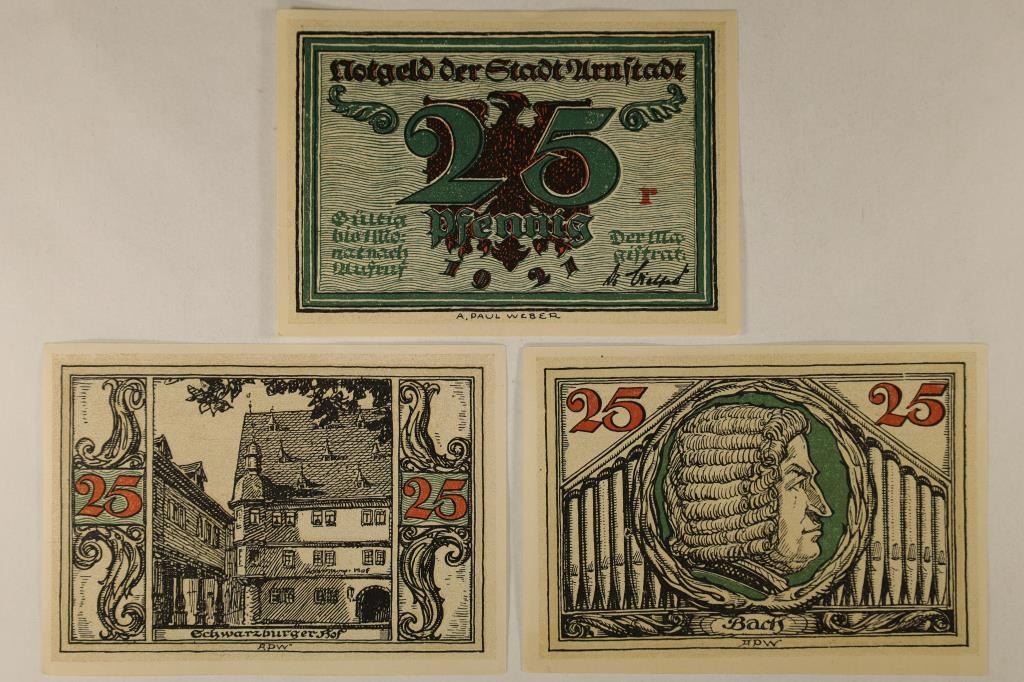 Notgeld der Stadt Arnstadt
25
Pfennig
1921
r
Gültig
bis 1 Mo:
nat nach
Aufruf
Der Ma
gistrat:
A. PAUL WEBER
25
25
Hof
Schwarzburger Hof
APW
25
25
Bach
APW